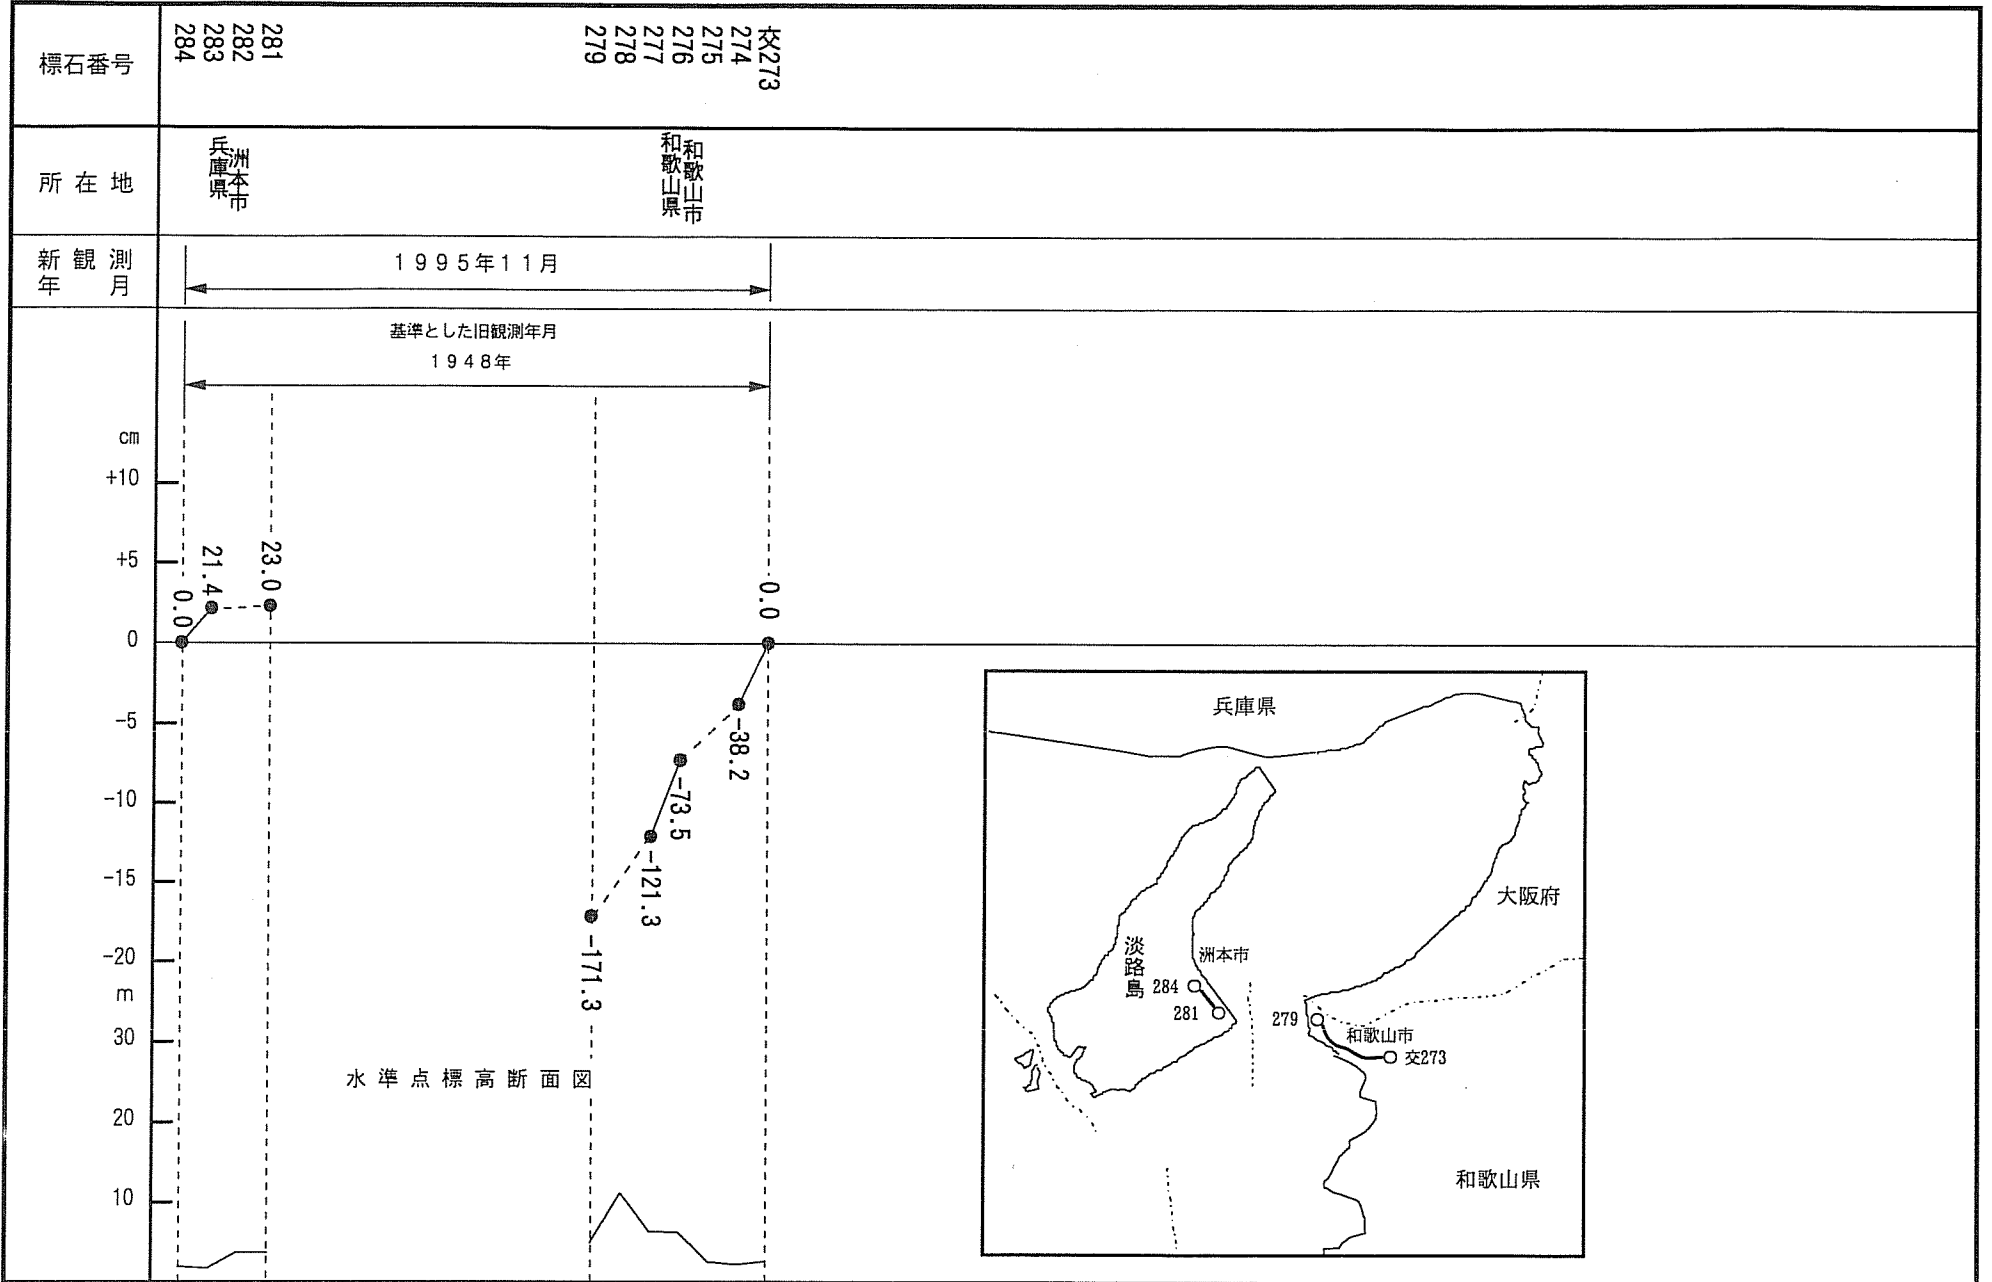 標石番号
284
283
282
281
279
278
277
276
275
274
交273
所在地
兵庫県
洲本市
和歌山県
和歌山市
新観測
年 月
1995年11月
基準とした旧観測年月
1948年
cm
+10
+5
0
-5
-10
-15
-20
m
30
20
10
0.0
21.4
23.0
-171.3
-121.3
-73.5
-38.2
0.0
水準点標高断面図
兵庫県
大阪府
淡路島
洲本市
284
281
279
和歌山市
交273
和歌山県